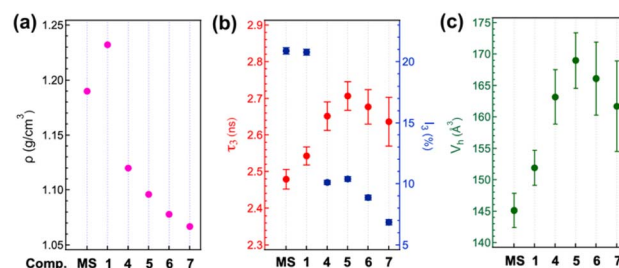 (a)
ρ (g/cm³)
1.25
1.20
1.15
1.10
1.05
Comp. MS 1 4 5 6 7
(b)
τ₃ (ns)
2.9
2.8
2.7
2.6
2.5
2.4
2.3
I₃ (%)
20
15
10
5
MS 1 4 5 6 7
(c)
Vₕ (Å³)
175
170
165
160
155
150
145
140
MS 1 4 5 6 7